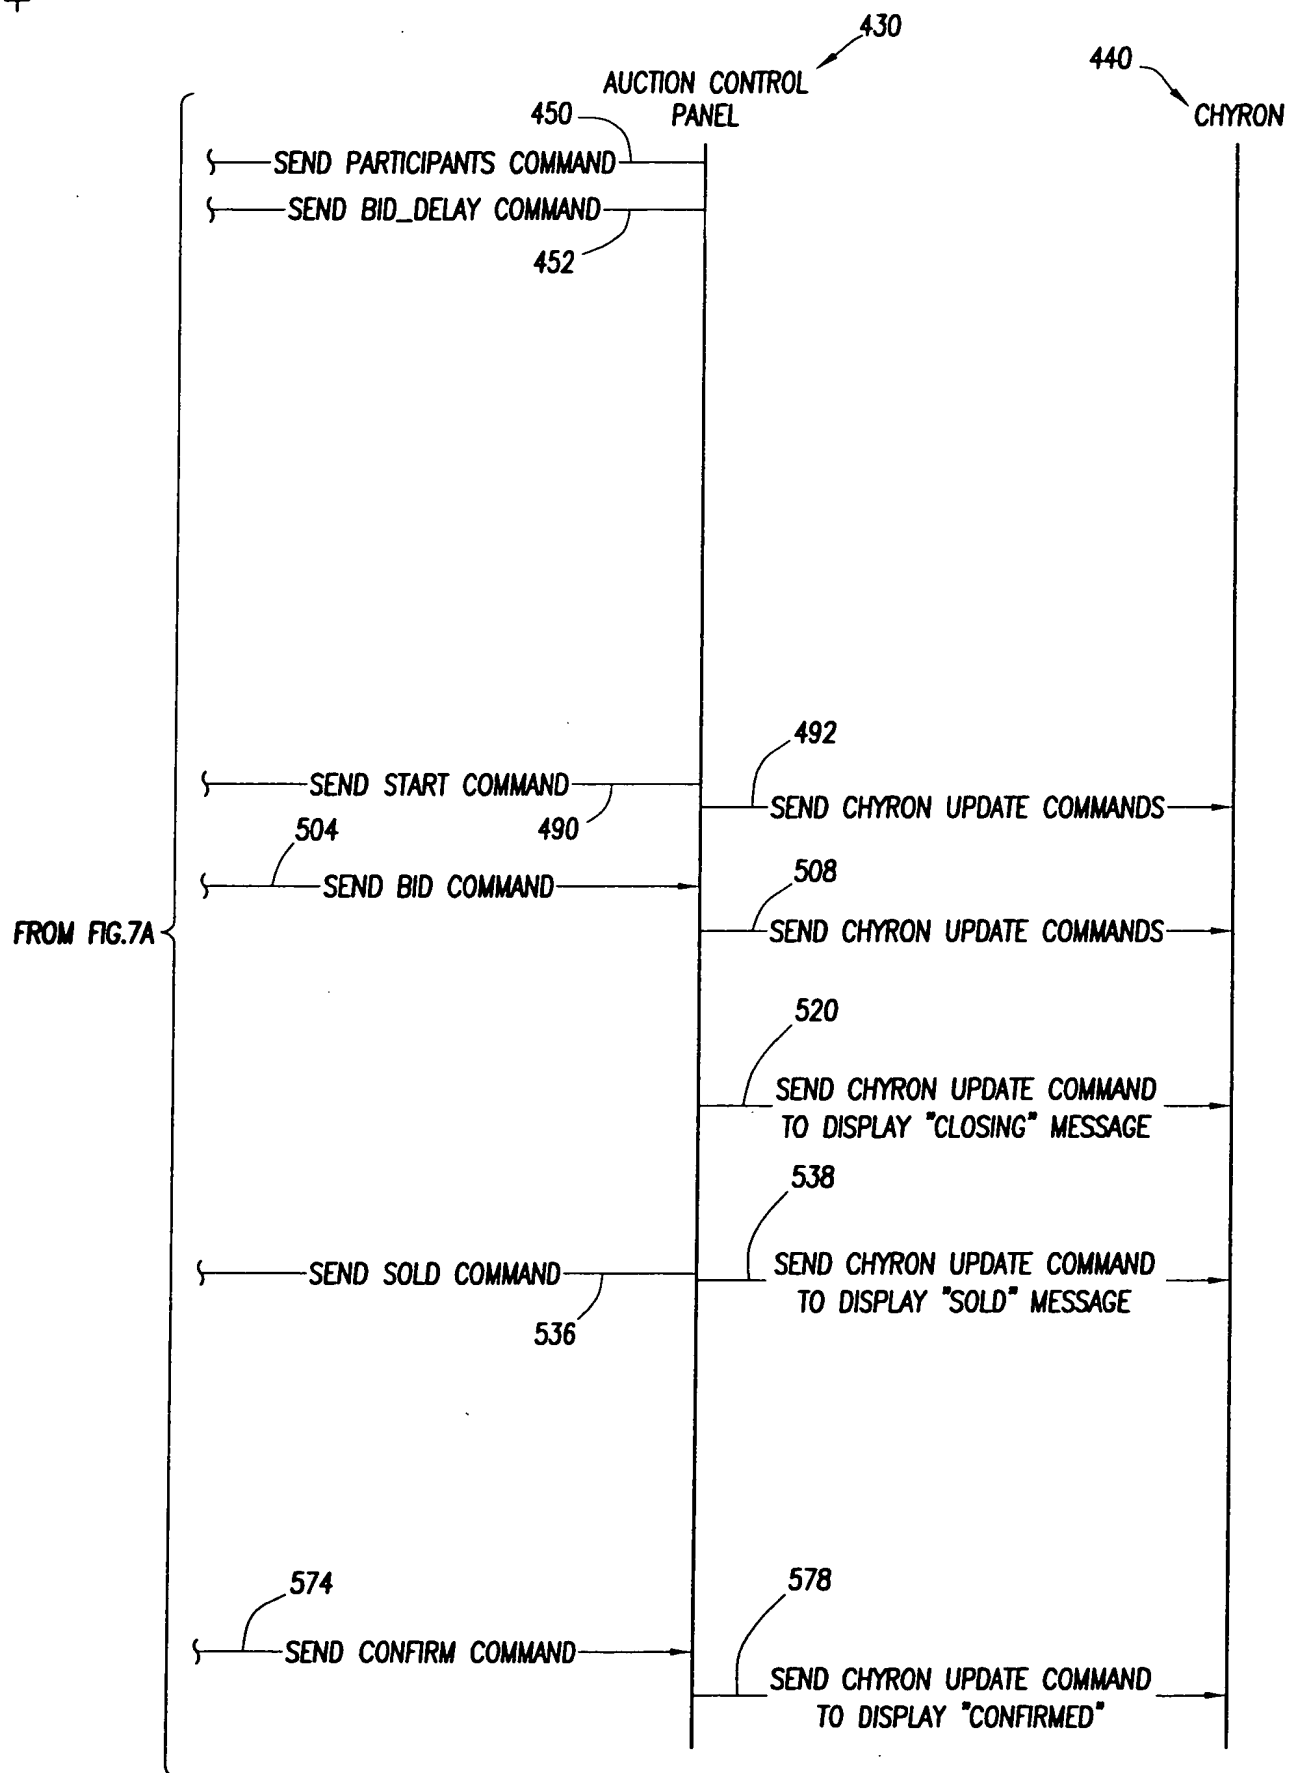 430
440
AUCTION CONTROL
PANEL
CHYRON
450
SEND PARTICIPANTS COMMAND
SEND BID_DELAY COMMAND
452
492
SEND START COMMAND
SEND CHYRON UPDATE COMMANDS
490
504
SEND BID COMMAND
508
SEND CHYRON UPDATE COMMANDS
FROM FIG.7A
520
SEND CHYRON UPDATE COMMAND
TO DISPLAY "CLOSING" MESSAGE
538
SEND SOLD COMMAND
SEND CHYRON UPDATE COMMAND
TO DISPLAY "SOLD" MESSAGE
536
574
SEND CONFIRM COMMAND
578
SEND CHYRON UPDATE COMMAND
TO DISPLAY "CONFIRMED"